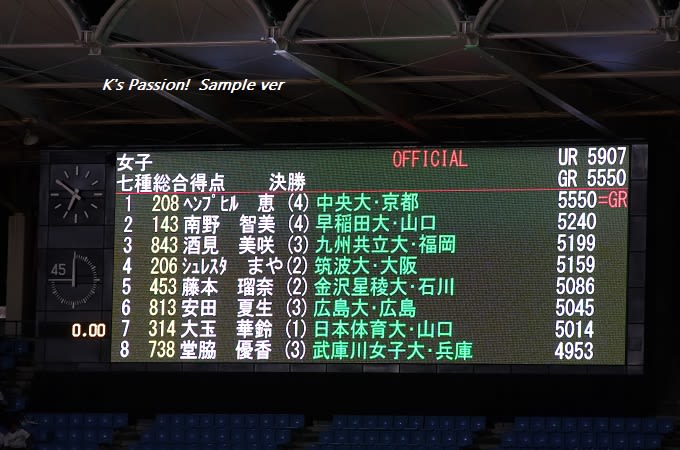 K's Passion! Sample ver
女子 OFFICIAL UR 5907
七種総合得点 決勝 GR 5550
1 208 ﾍﾝﾌﾟﾋﾙ 恵 (4) 中央大・京都 5550=GR
2 143 南野 智美 (4) 早稲田大・山口 5240
3 843 酒見 美咲 (3) 九州共立大・福岡 5199
4 206 ｼｭﾚｽﾀ まや(2) 筑波大・大阪 5159
5 453 藤本 瑠奈 (2) 金沢星稜大・石川 5086
6 813 安田 夏生 (3) 広島大・広島 5045
7 314 大玉 華鈴 (1) 日本体育大・山口 5014
8 738 堂脇 優香 (3) 武庫川女子大・兵庫 4953
45
0.00